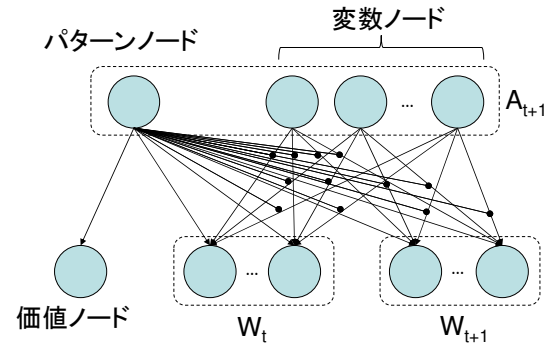 変数ノード
パターンノード
... A_{t+1}
... ...
価値ノード
W_t W_{t+1}